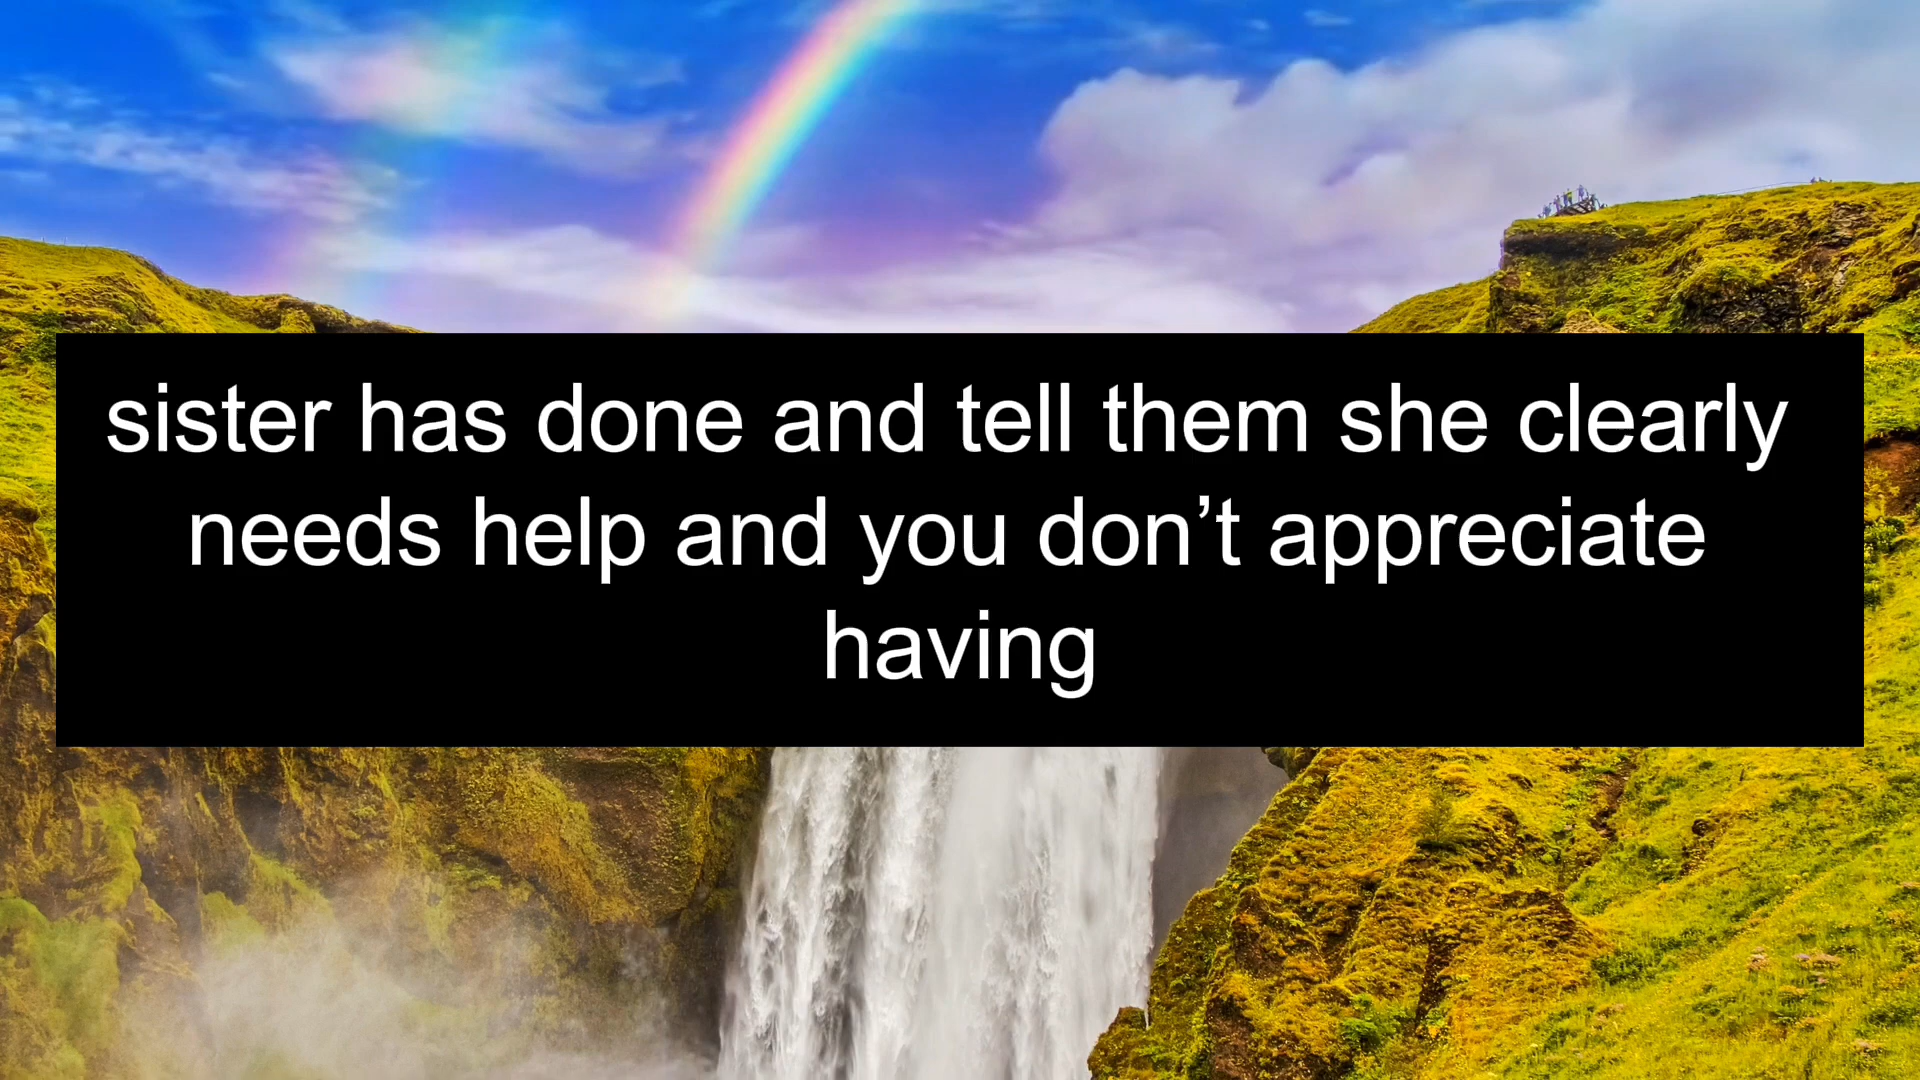 sister has done and tell them she clearly
needs help and you don’t appreciate
having